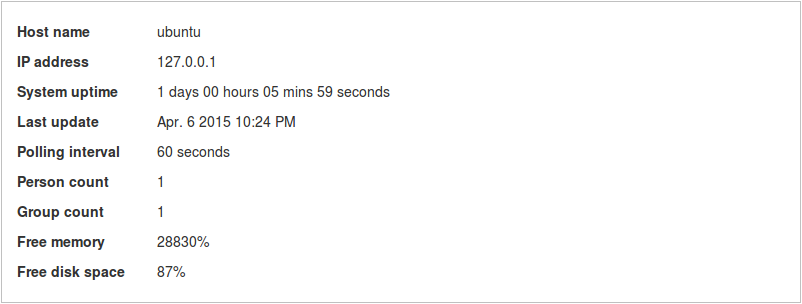 Host name ubuntu
IP address 127.0.0.1
System uptime 1 days 00 hours 05 mins 59 seconds
Last update Apr. 6 2015 10:24 PM
Polling interval 60 seconds
Person count 1
Group count 1
Free memory 28830%
Free disk space 87%